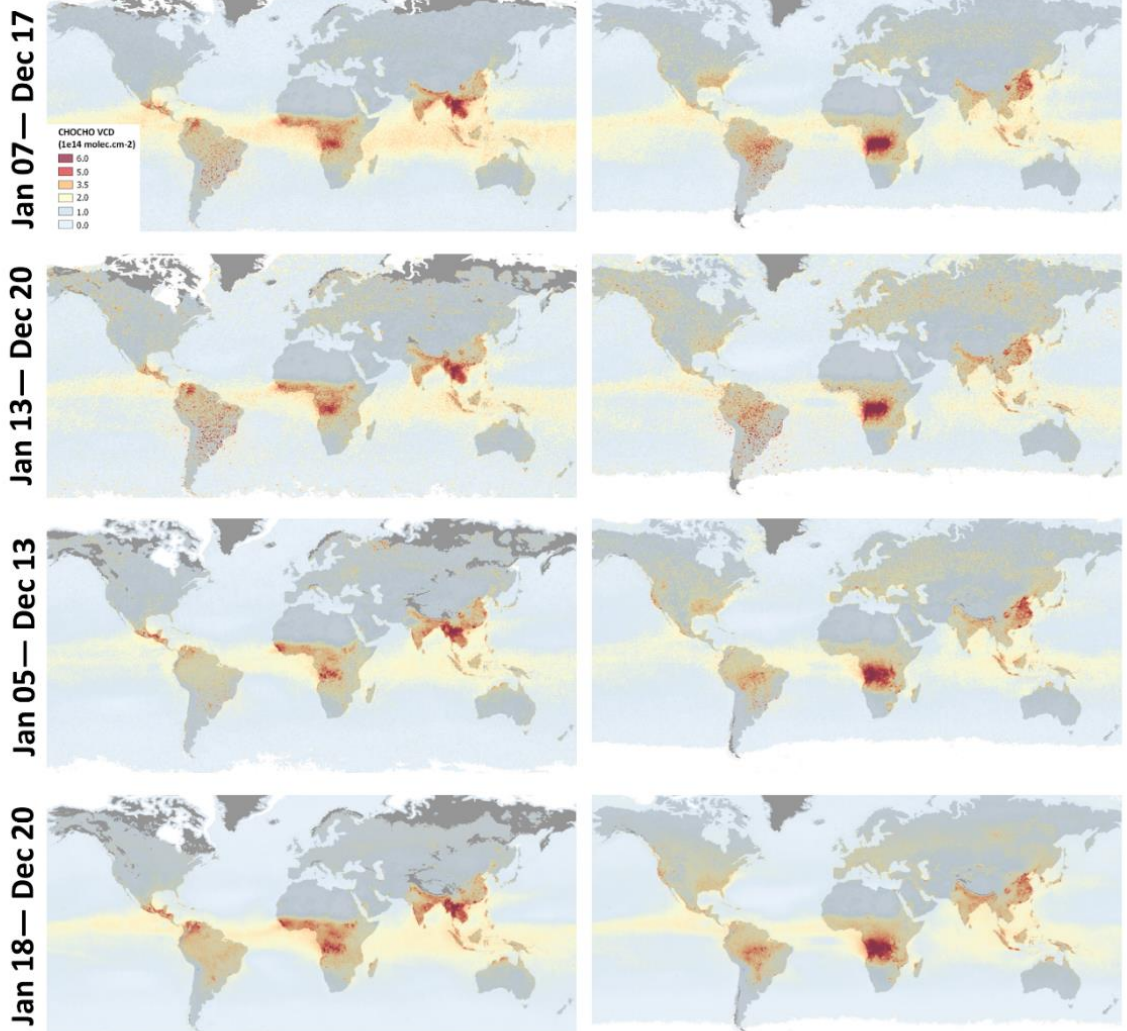 Jan 07— Dec 17
CHOCHO VCD
(1e14 molec.cm-2)
6.0
5.0
3.5
2.0
1.0
0.0
Jan 13— Dec 20
Jan 05— Dec 13
Jan 18— Dec 20